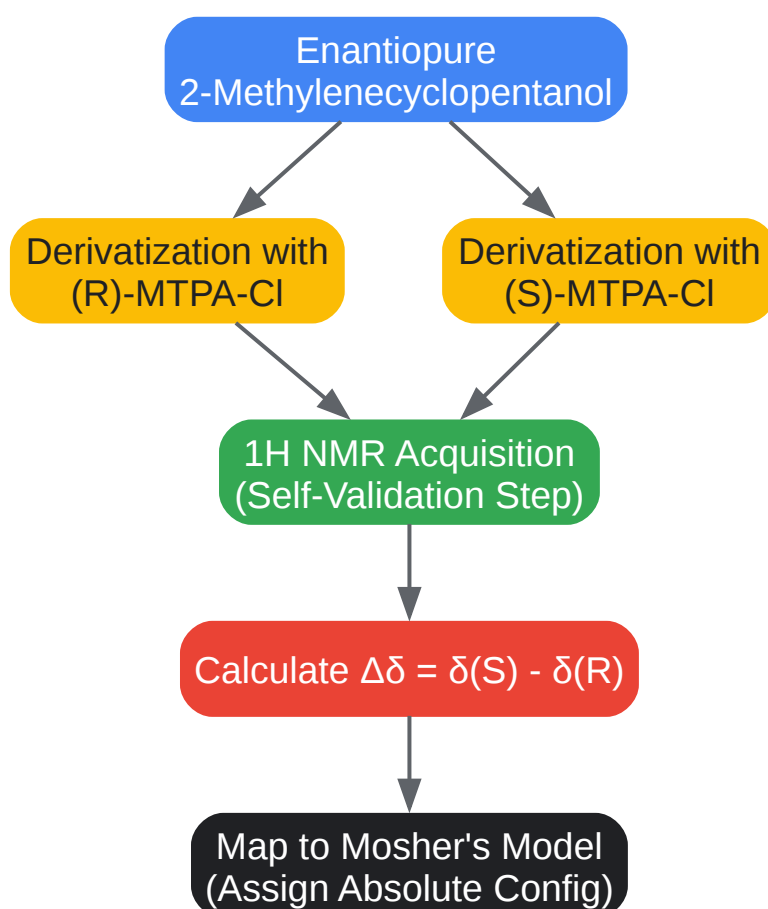 Enantiopure
2-Methylenecyclopentanol
Derivatization with
(R)-MTPA-Cl
Derivatization with
(S)-MTPA-Cl
1H NMR Acquisition
(Self-Validation Step)
Calculate Δδ = δ(S) - δ(R)
Map to Mosher's Model
(Assign Absolute Config)